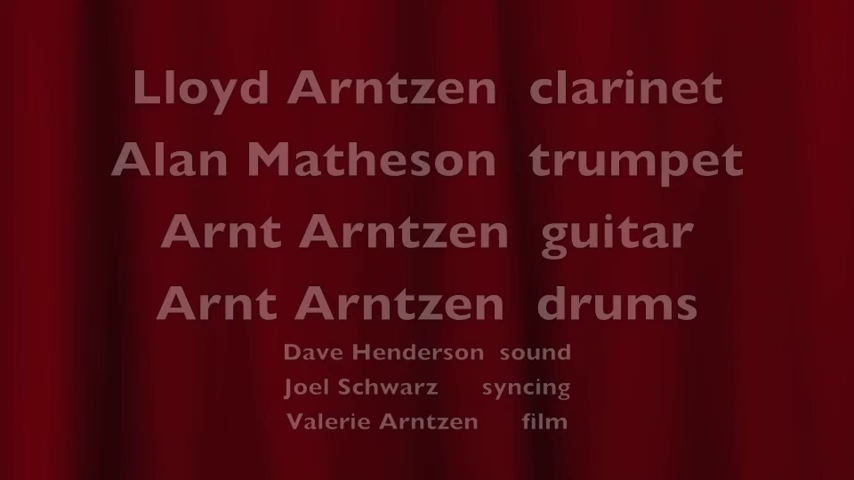 Lloyd Arntzen clarinet
Alan Matheson trumpet
Arnt Arntzen guitar
Arnt Arntzen drums
Dave Henderson sound
Joel Schwarz syncing
Valerie Arntzen film